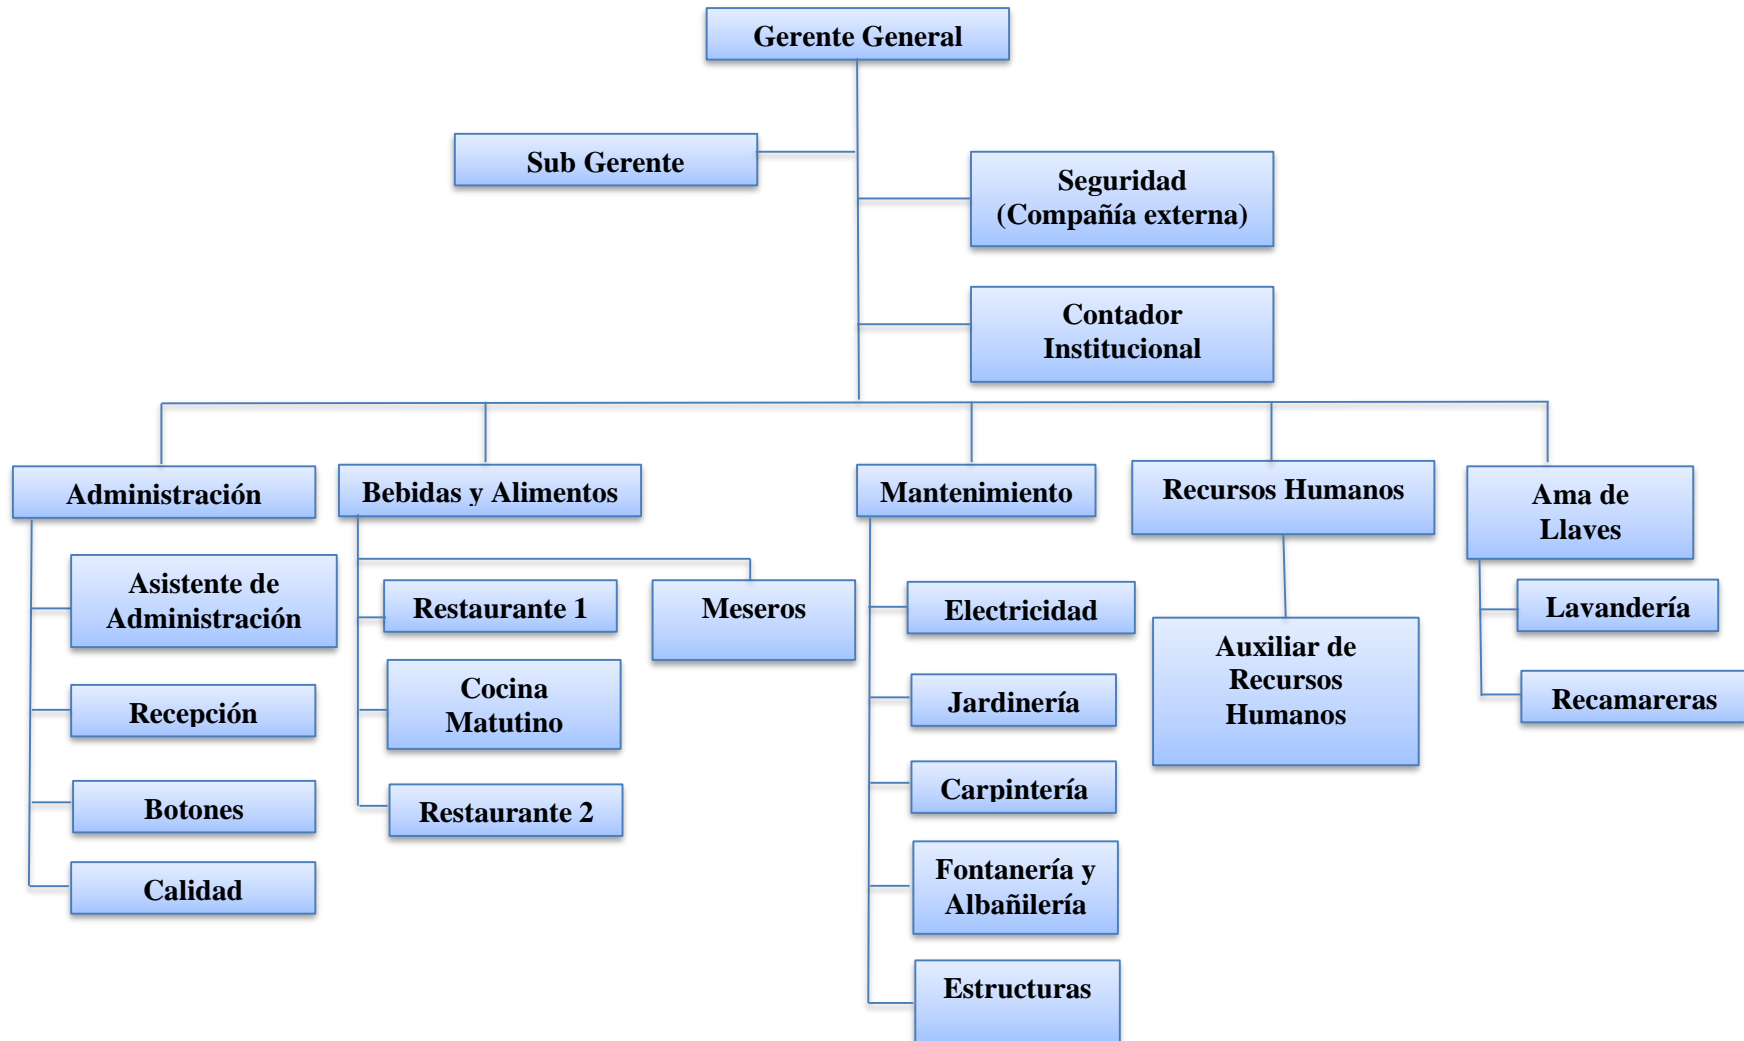 Gerente General
Sub Gerente
Seguridad
(Compañía externa)
Contador
Institucional
Administración
Bebidas y Alimentos
Mantenimiento
Recursos Humanos
Ama de
Llaves
Asistente de
Administración
Recepción
Botones
Calidad
Restaurante 1
Cocina
Matutino
Restaurante 2
Meseros
Electricidad
Jardinería
Carpintería
Fontanería y
Albañilería
Estructuras
Auxiliar de
Recursos
Humanos
Lavandería
Recamareras